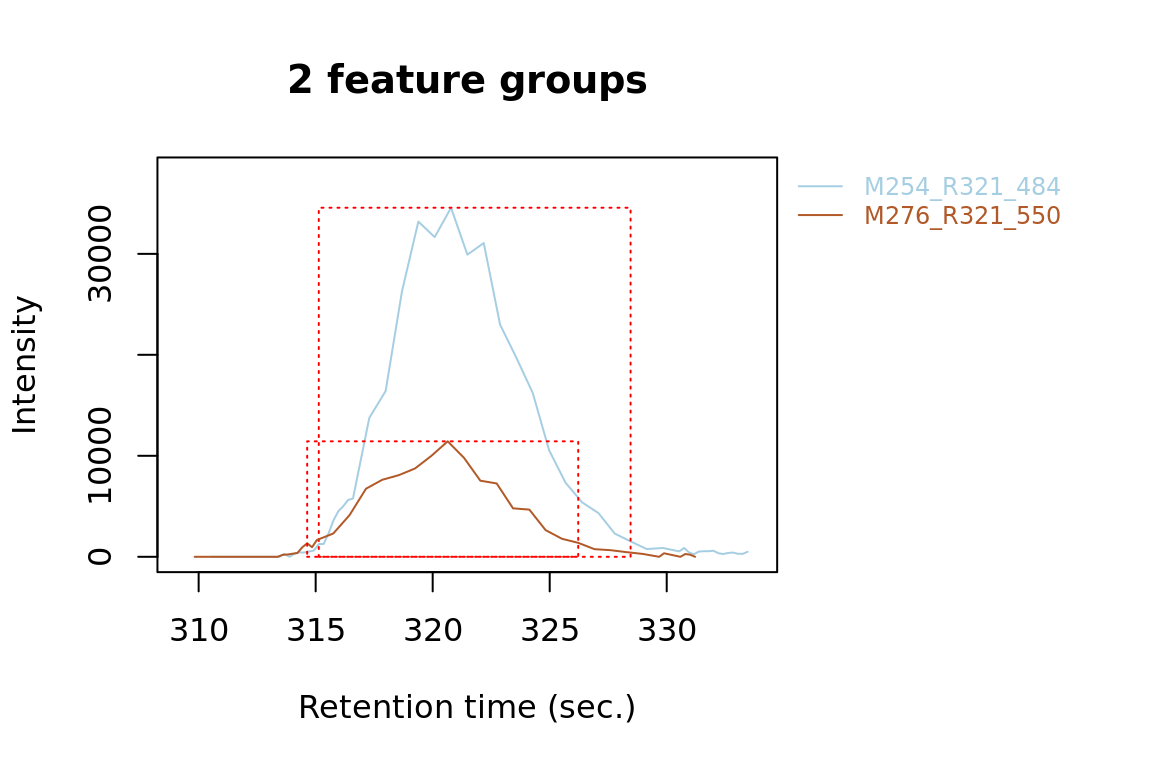 2 feature groups
M254_R321_484
M276_R321_550
Intensity
30000
10000
0
310 315 320 325 330
Retention time (sec.)